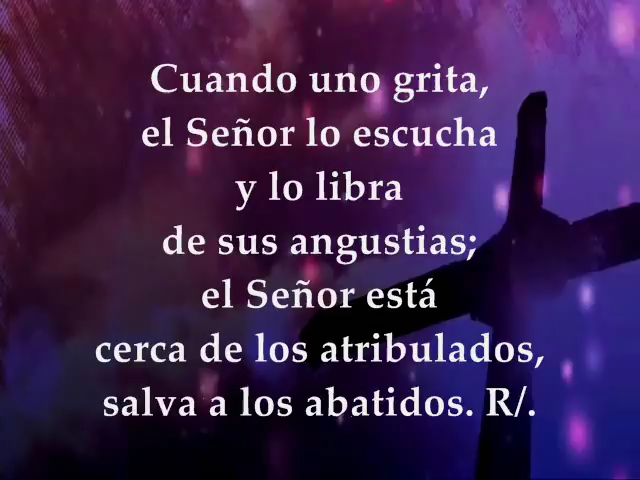 Cuando uno grita,
el Señor lo escucha
y lo libra
de sus angustias;
el Señor está
cerca de los atribulados,
salva a los abatidos. R/.